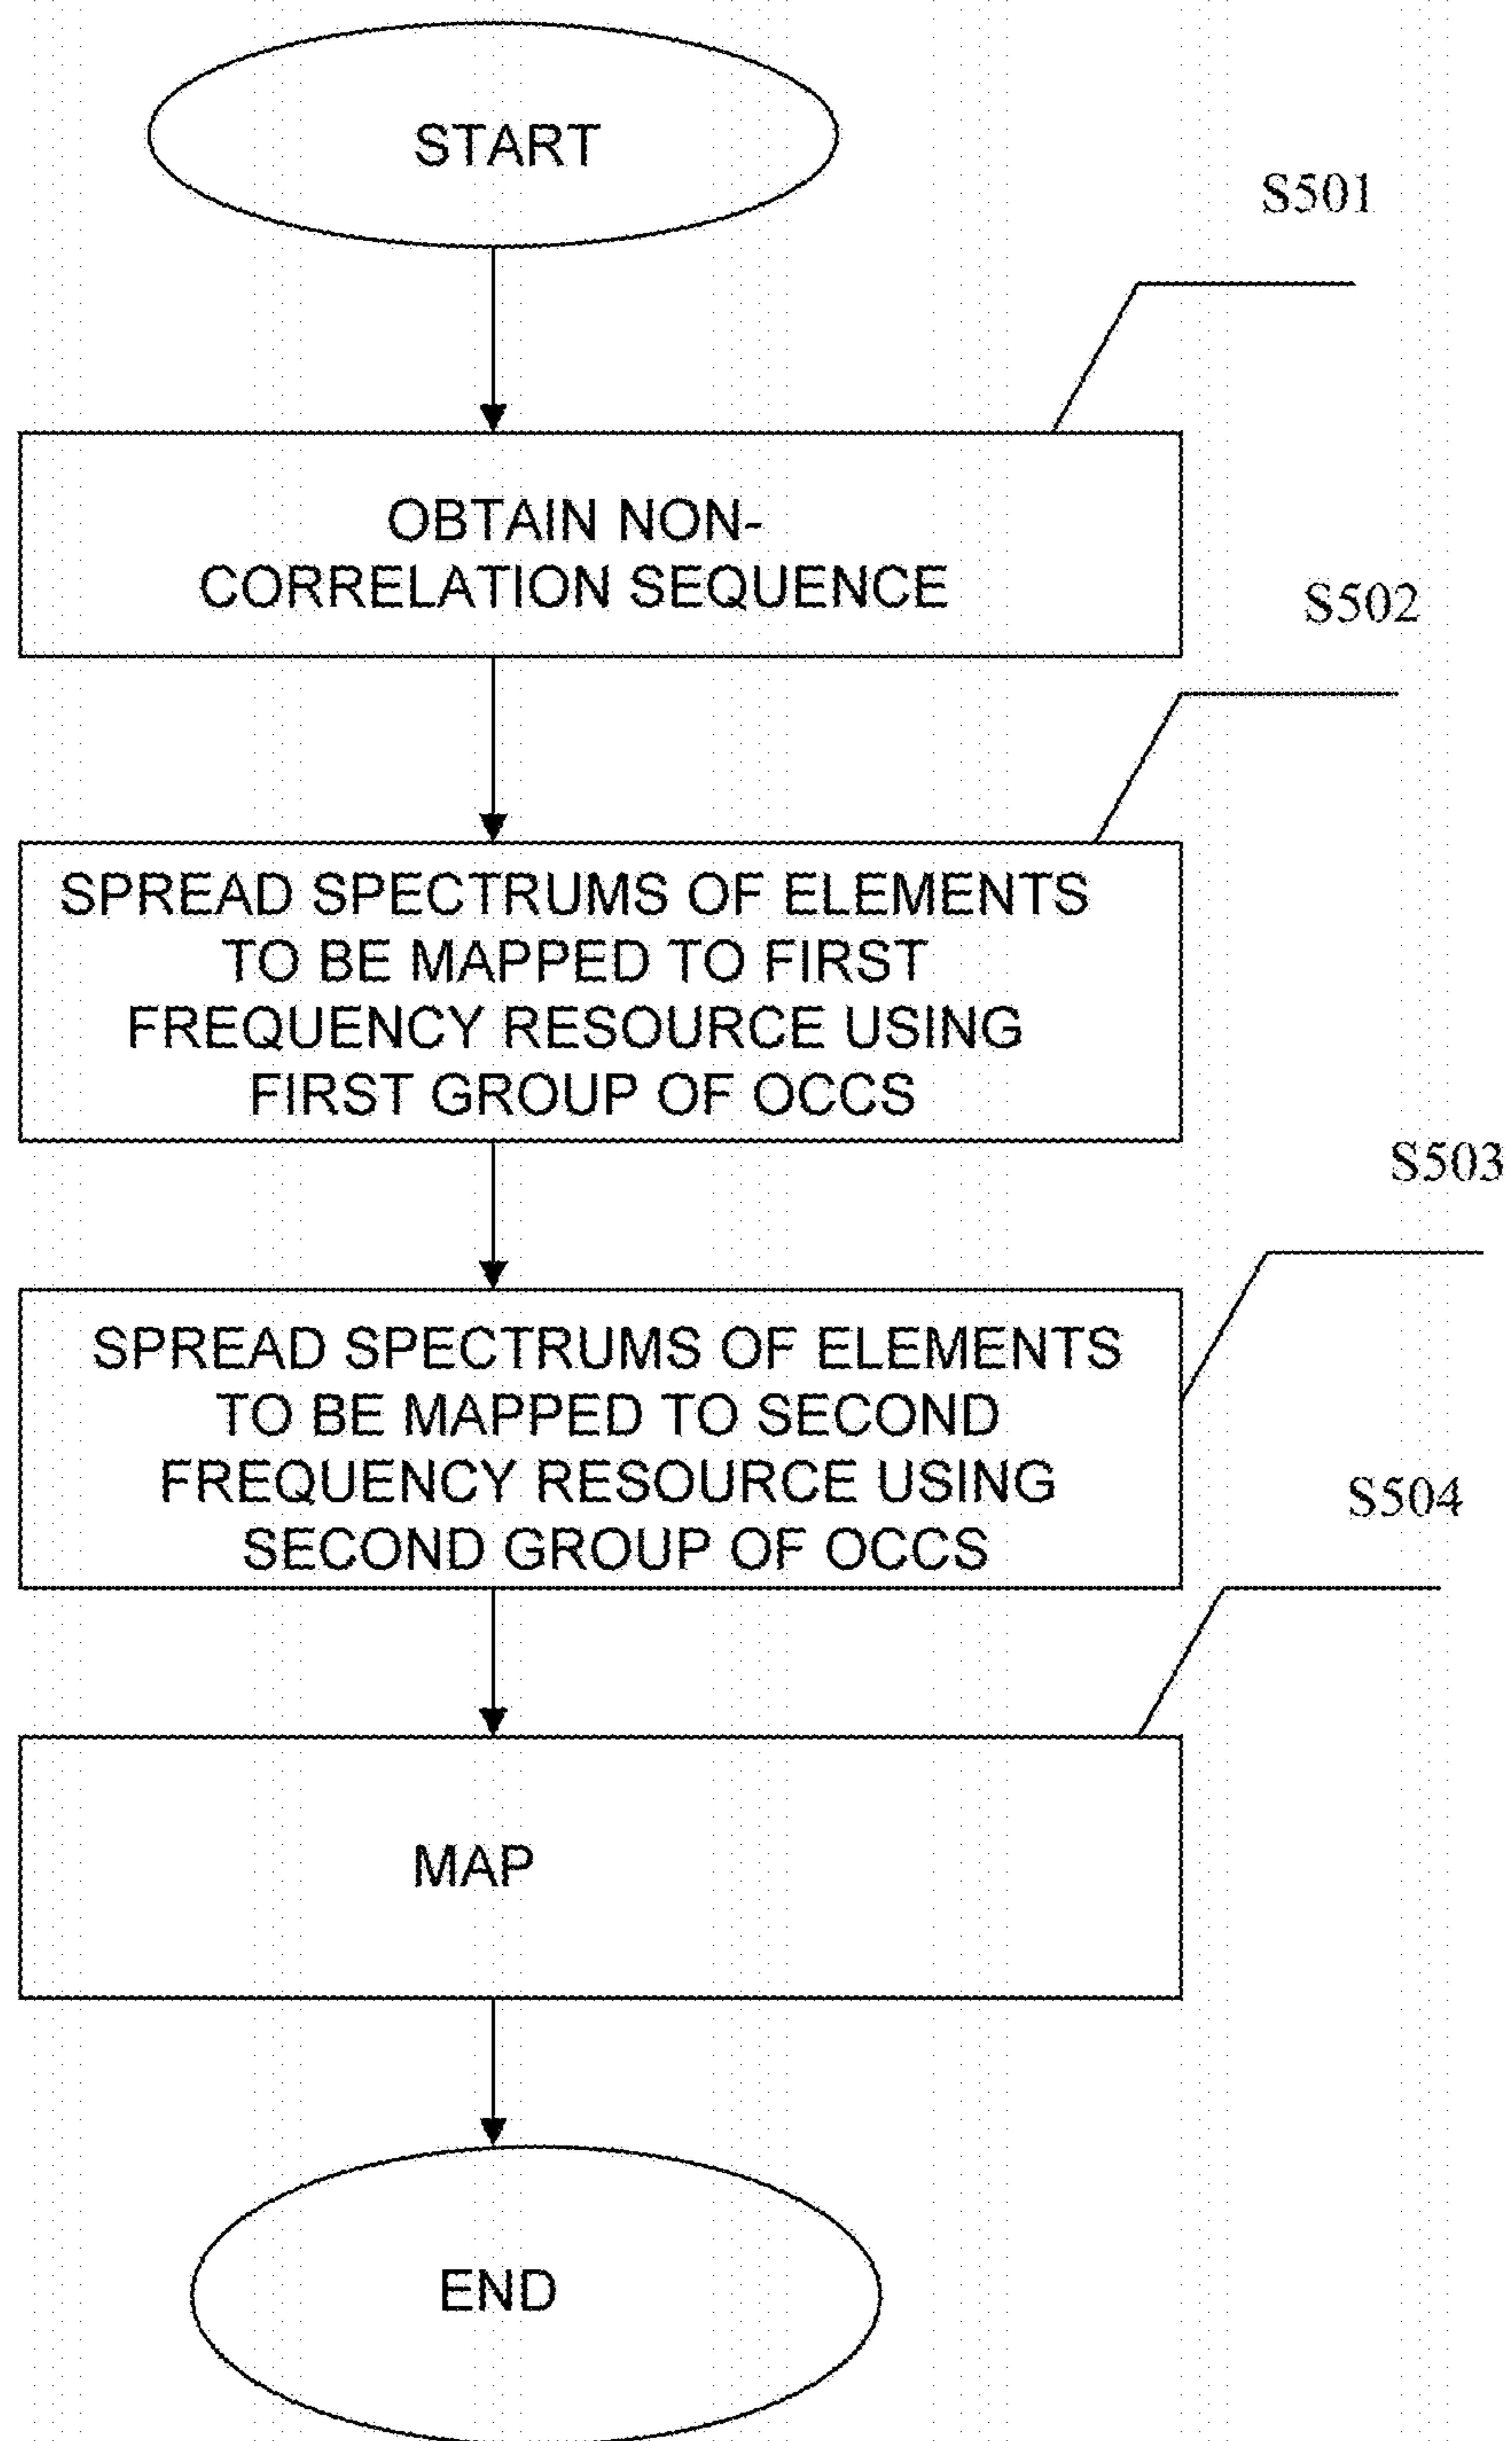 START
S501
OBTAIN NON-
CORRELATION SEQUENCE
S502
SPREAD SPECTRUMS OF ELEMENTS
TO BE MAPPED TO FIRST
FREQUENCY RESOURCE USING
FIRST GROUP OF OCCS
S503
SPREAD SPECTRUMS OF ELEMENTS
TO BE MAPPED TO SECOND
FREQUENCY RESOURCE USING
SECOND GROUP OF OCCS
S504
MAP
END